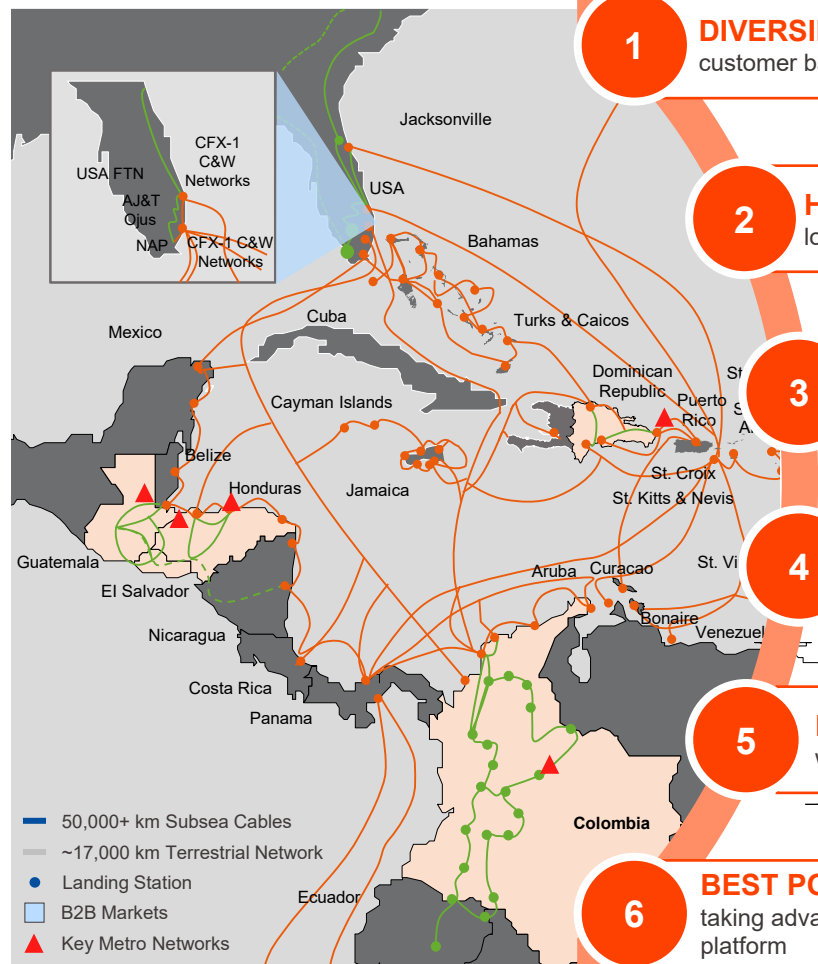 1
DIVERSI
customer b
Jacksonville
CFX-1
C&W
Networks
USA FTN
AJ&T
Ojus
NAP
CFX-1 C&W
Networks
USA
2
H
lo
Bahamas
Cuba
Turks & Caicos
Mexico
Dominican
Republic
St
3
Cayman Islands
Puerto
Rico
S
A
Belize
Honduras
Jamaica
St. Croix
St. Kitts & Nevis
Guatemala
El Salvador
Aruba
Curacao
St. Vi
4
Nicaragua
Bonaire
Venezuel
Costa Rica
Panama
5
50,000+ km Subsea Cables
~17,000 km Terrestrial Network
Landing Station
B2B Markets
Key Metro Networks
Colombia
Ecuador
6
BEST PO
taking adva
platform